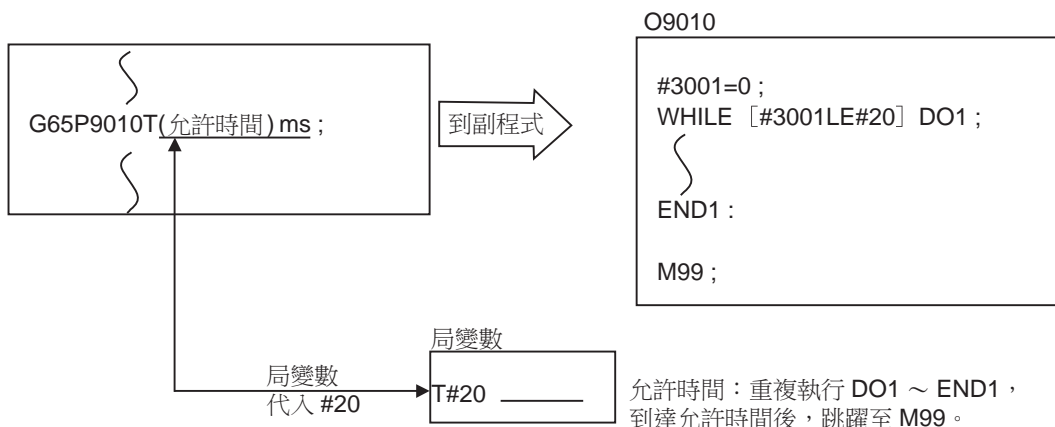 O9010
G65P9010T(允許時間) ms ;
到副程式
#3001=0 ;
WHILE［#3001LE#20］DO1 ;
END1 :
M99 ;
局變數
代入 #20
局變數
T#20
允許時間：重複執行 DO1 ～ END1，
到達允許時間後，跳躍至 M99。